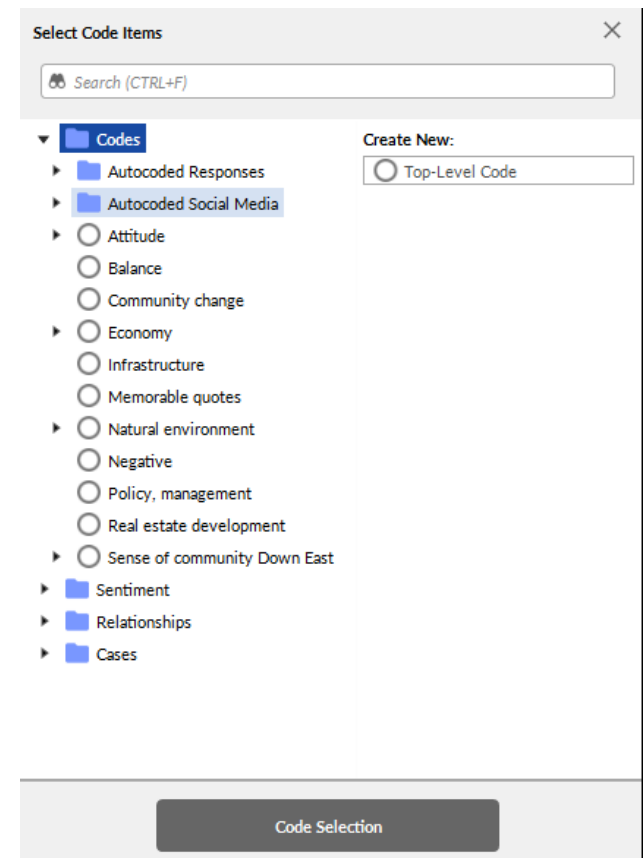 Select Code Items
Search (CTRL+F)
Codes
Autocoded Responses
Autocoded Social Media
Attitude
Balance
Community change
Economy
Infrastructure
Memorable quotes
Natural environment
Negative
Policy, management
Real estate development
Sense of community Down East
Sentiment
Relationships
Cases
Create New:
Top-Level Code
Code Selection